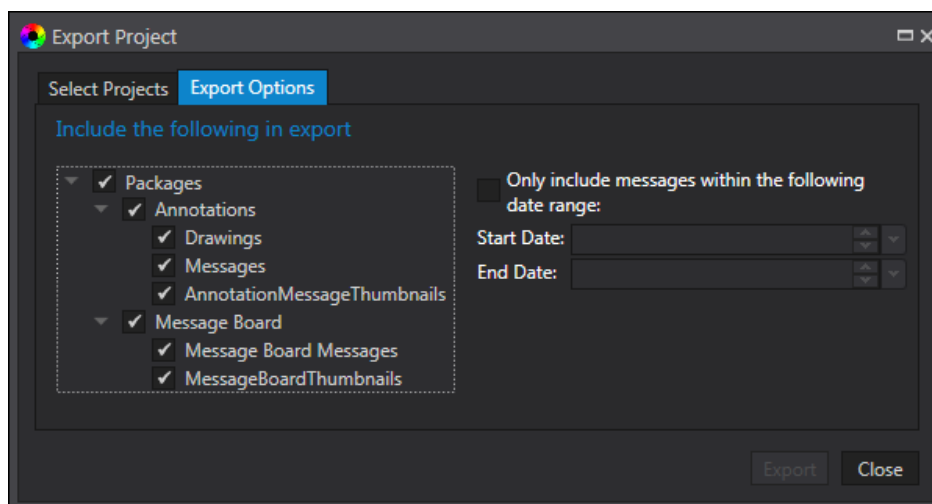 Export Project
Select Projects
Export Options
Include the following in export
Packages
Annotations
Drawings
Messages
AnnotationMessageThumbnails
Message Board
Message Board Messages
MessageBoardThumbnails
Only include messages within the following
date range:
Start Date:
End Date:
Export
Close